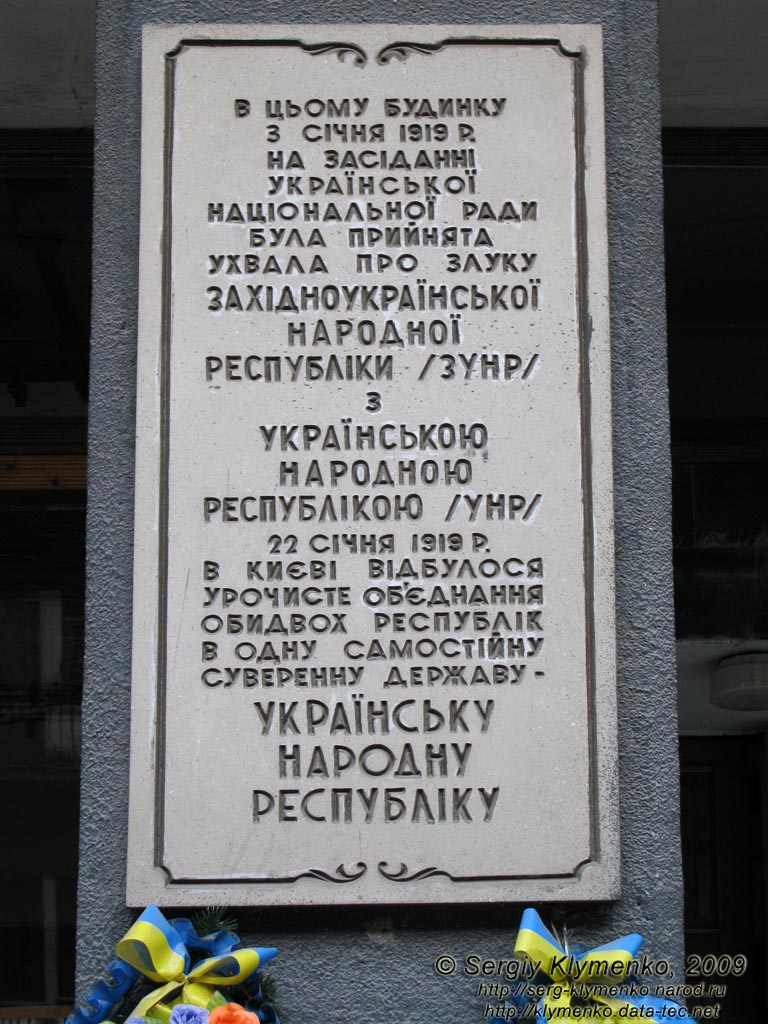 В ЦЬОМУ БУДИНКУ
3 СІЧНЯ 1919 Р.
НА ЗАСІДАННІ
УКРАЇНСЬКОЇ
НАЦІОНАЛЬНОЇ РАДИ
БУЛА ПРИЙНЯТА
УХВАЛА ПРО ЗЛУКУ
ЗАХІДНОУКРАЇНСЬКОЇ
НАРОДНОЇ
РЕСПУБЛІКИ /ЗУНР/
З
УКРАЇНСЬКОЮ
НАРОДНОЮ
РЕСПУБЛІКОЮ /УНР/
22 СІЧНЯ 1919 Р.
В КИЄВІ ВІДБУЛОСЯ
УРОЧИСТЕ ОБ'ЄДНАННЯ
ОБИДВОХ РЕСПУБЛІК
В ОДНУ САМОСТІЙНУ
СУВЕРЕННУ ДЕРЖАВУ -
УКРАЇНСЬКУ
НАРОДНУ
РЕСПУБЛІКУ
© Sergiy Klymenko, 2009
http://serg-klymenko.narod.ru
http://klymenko.data-tec.net